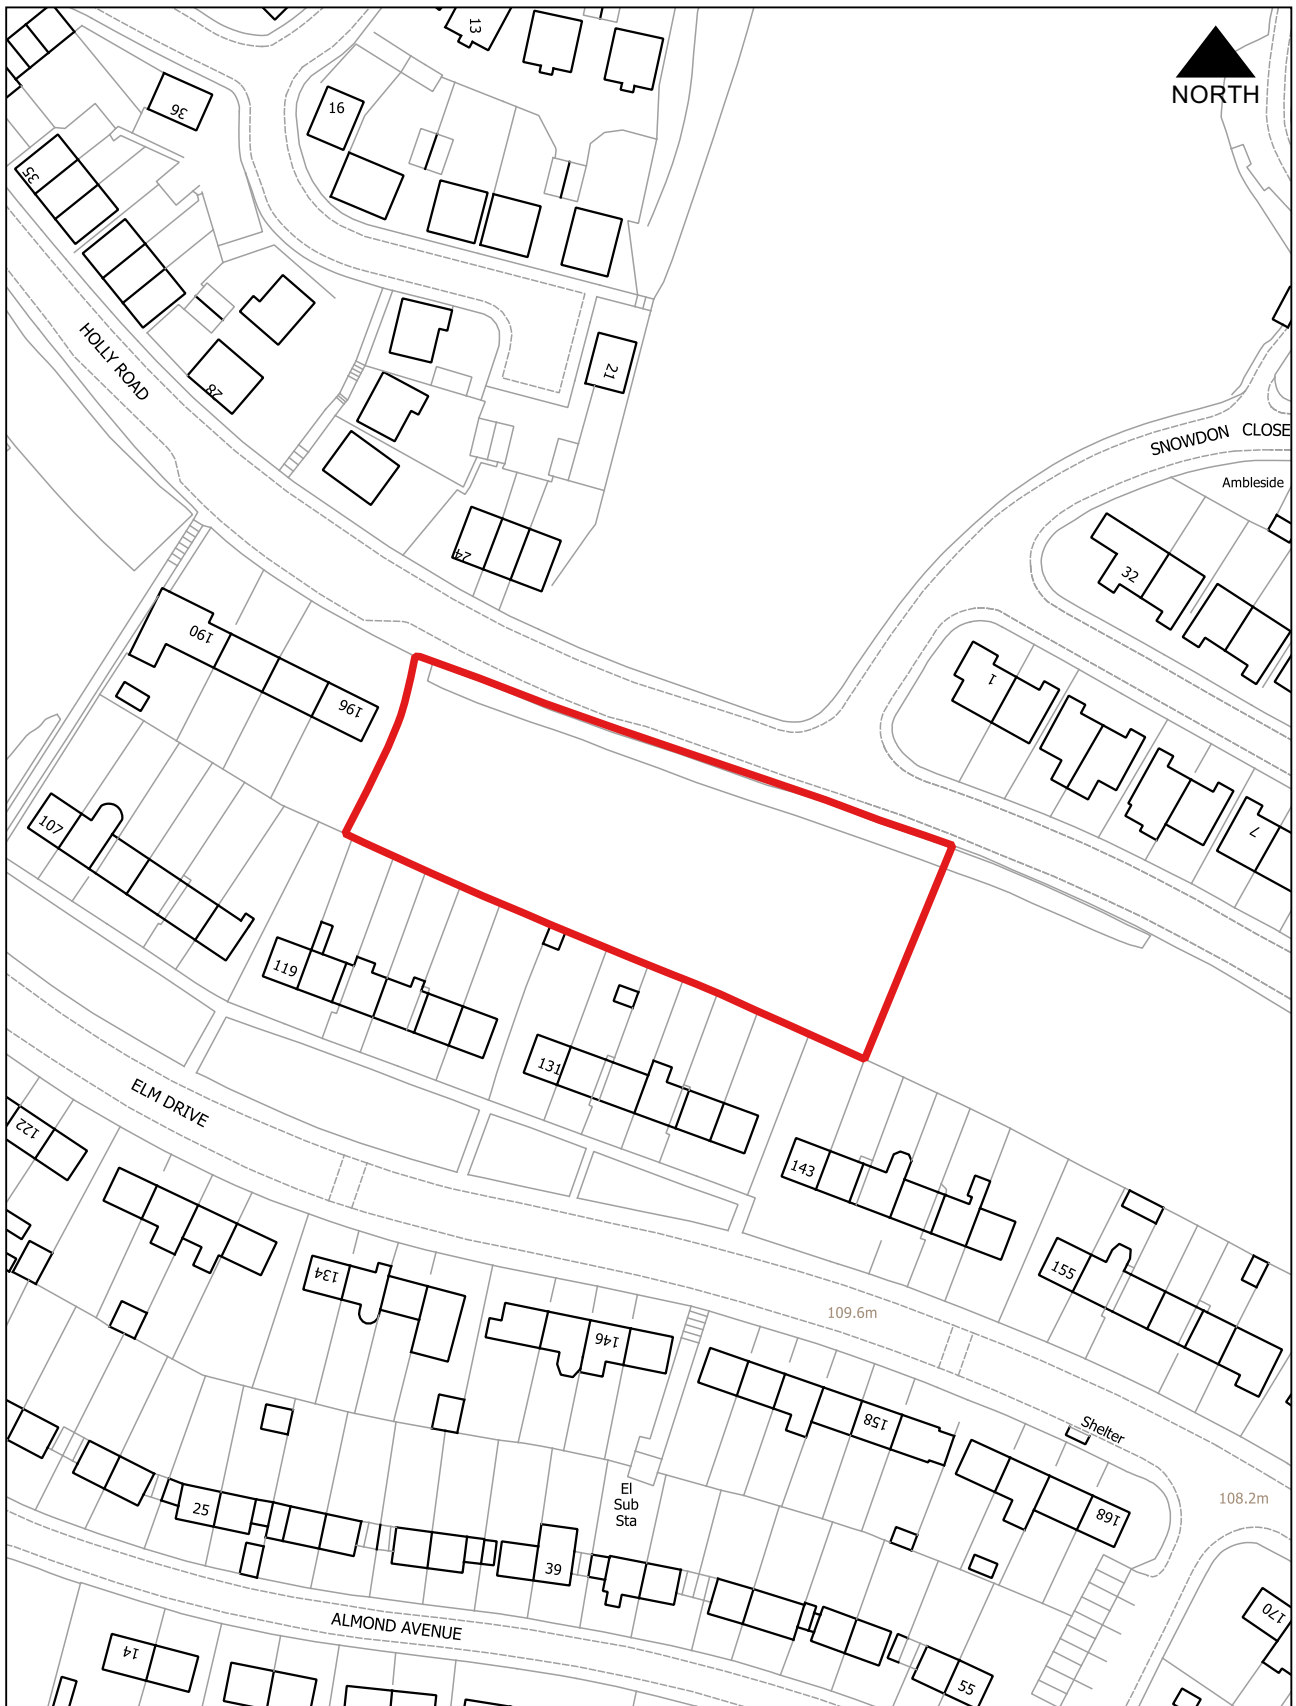 13
NORTH
36
16
35
HOLLY ROAD
28
21
24
SNOWDON CLOSE
Ambleside
32
190
196
1
7
107
119
131
143
155
ELM DRIVE
122
134
146
109.6m
158
Shelter
168
108.2m
25
El
Sub
Sta
39
170
ALMOND AVENUE
14
55